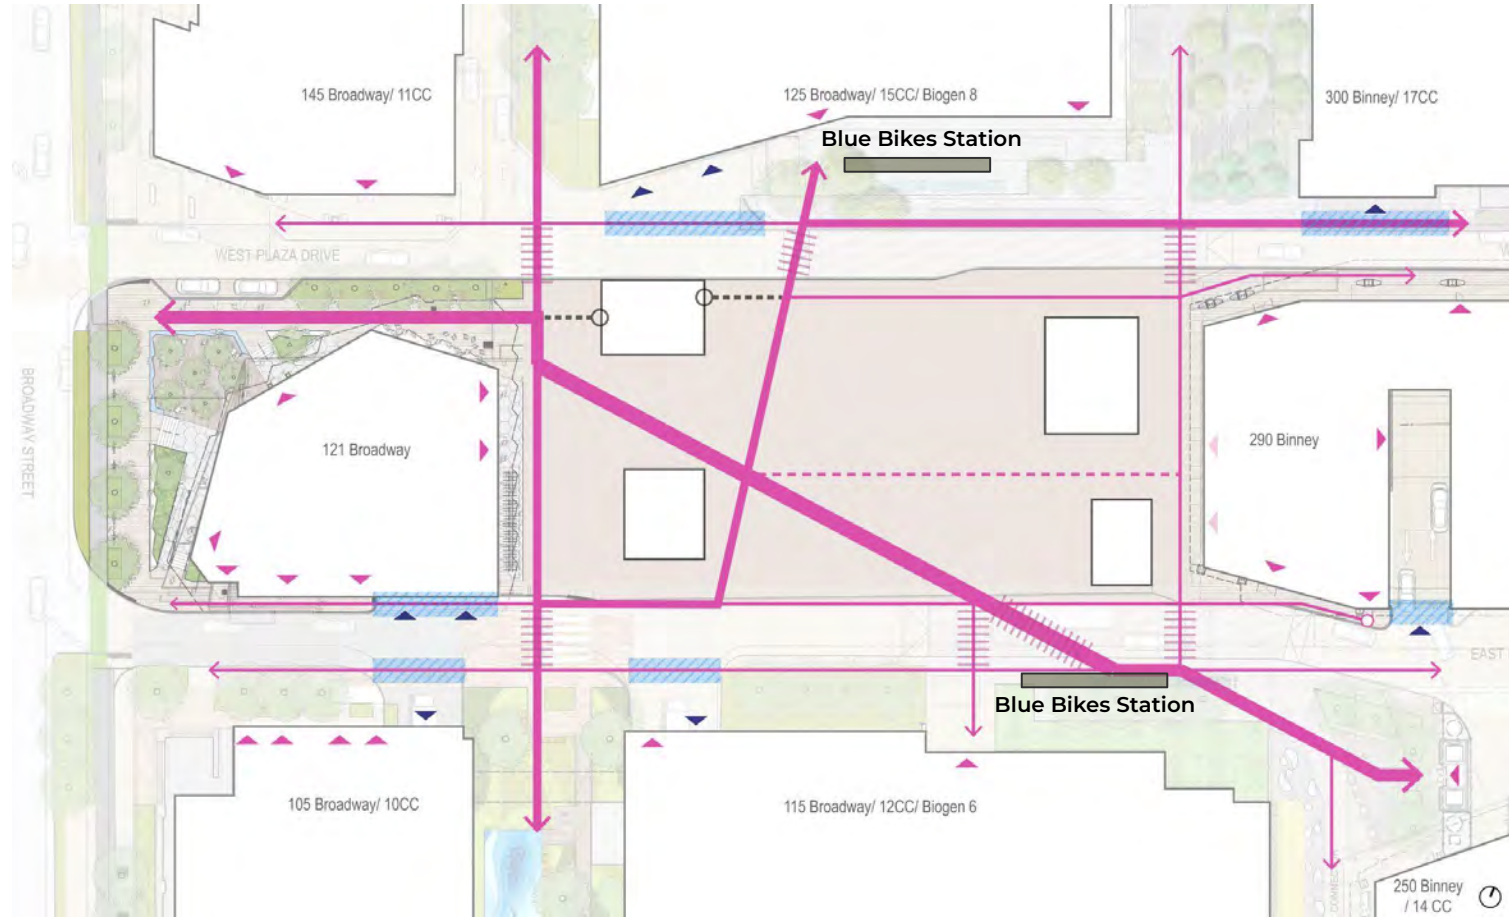 145 Broadway/ 11CC
125 Broadway/ 15CC/ Biogen 8
300 Binney/ 17CC
Blue Bikes Station
WEST PLAZA DRIVE
BROADWAY STREET
121 Broadway
290 Binney
EAST
Blue Bikes Station
105 Broadway/ 10CC
115 Broadway/ 12CC/ Biogen 6
250 Binney
/ 14 CC